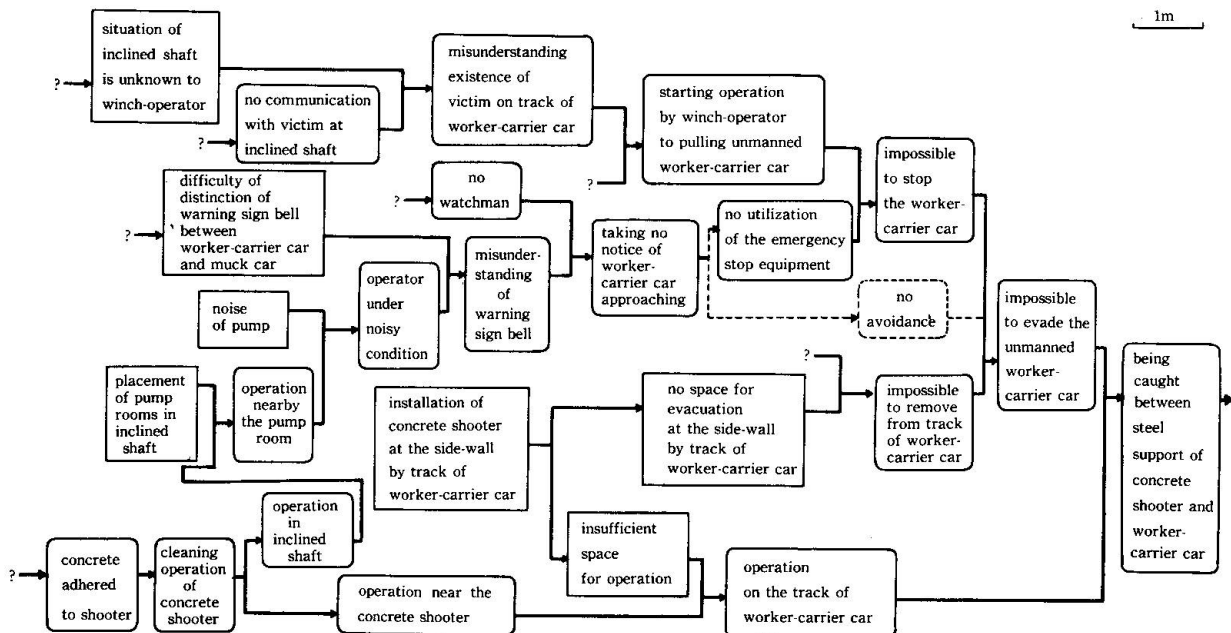 1m
situation of
inclined shaft
is unknown to
winch-operator
?
no communication
with victim at
inclined shaft
?
misunderstanding
existence of
victim on track of
worker-carrier car
starting operation
by winch-operator
to pulling unmanned
worker-carrier car
?
impossible
to stop
the worker-
carrier car
difficulty of
distinction of
warning sign bell
between
worker-carrier car
and muck car
?
no
watchman
?
misunder-
standing
of
warning
sign bell
taking no
notice of
worker-
carrier car
approaching
no utilization
of the emergency
stop equipment
no
avoidance
noise
of pump
operator
under
noisy
condition
impossible
to evade the
unmanned
worker-
carrier car
placement
of pump
rooms in
inclined
shaft
operation
nearby
the pump
room
installation of
concrete shooter
at the side-wall
by track of
worker-carrier car
no space for
evacuation
at the side-wall
by track of
worker-carrier car
?
impossible
to remove
from track
of worker-
carrier car
being
caught
between
steel
support of
concrete
shooter and
worker-
carrier car
operation
in
inclined
shaft
?
concrete
adhered
to shooter
cleaning
operation
of
concrete
shooter
operation near the
concrete shooter
insufficient
space
for operation
operation
on the track of
worker-carrier car